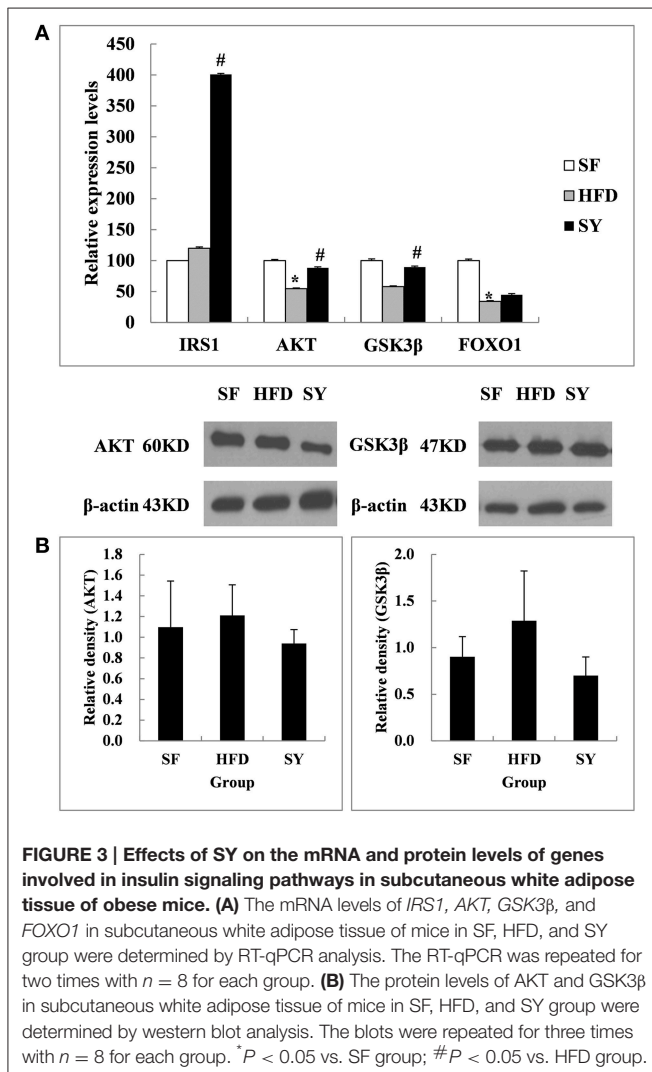 A
450
400
350
300
250
200
150
100
50
0
Relative expression levels
#
*
#
#
*
SF
HFD
SY
IRS1 AKT GSK3β FOXO1
SF HFD SY
AKT 60KD
β-actin 43KD
SF HFD SY
GSK3β 47KD
β-actin 43KD
B
1.8
1.6
1.4
1.2
1.0
0.8
0.6
0.4
0.2
0.0
Relative density (AKT)
SF HFD SY
Group
2.0
1.5
1.0
0.5
0.0
Relative density (GSK3β)
SF HFD SY
Group
FIGURE 3 | Effects of SY on the mRNA and protein levels of genes
involved in insulin signaling pathways in subcutaneous white adipose
tissue of obese mice. (A) The mRNA levels of IRS1, AKT, GSK3β, and
FOXO1 in subcutaneous white adipose tissue of mice in SF, HFD, and SY
group were determined by RT-qPCR analysis. The RT-qPCR was repeated for
two times with n = 8 for each group. (B) The protein levels of AKT and GSK3β
in subcutaneous white adipose tissue of mice in SF, HFD, and SY group were
determined by western blot analysis. The blots were repeated for three times
with n = 8 for each group. *P < 0.05 vs. SF group; #P < 0.05 vs. HFD group.